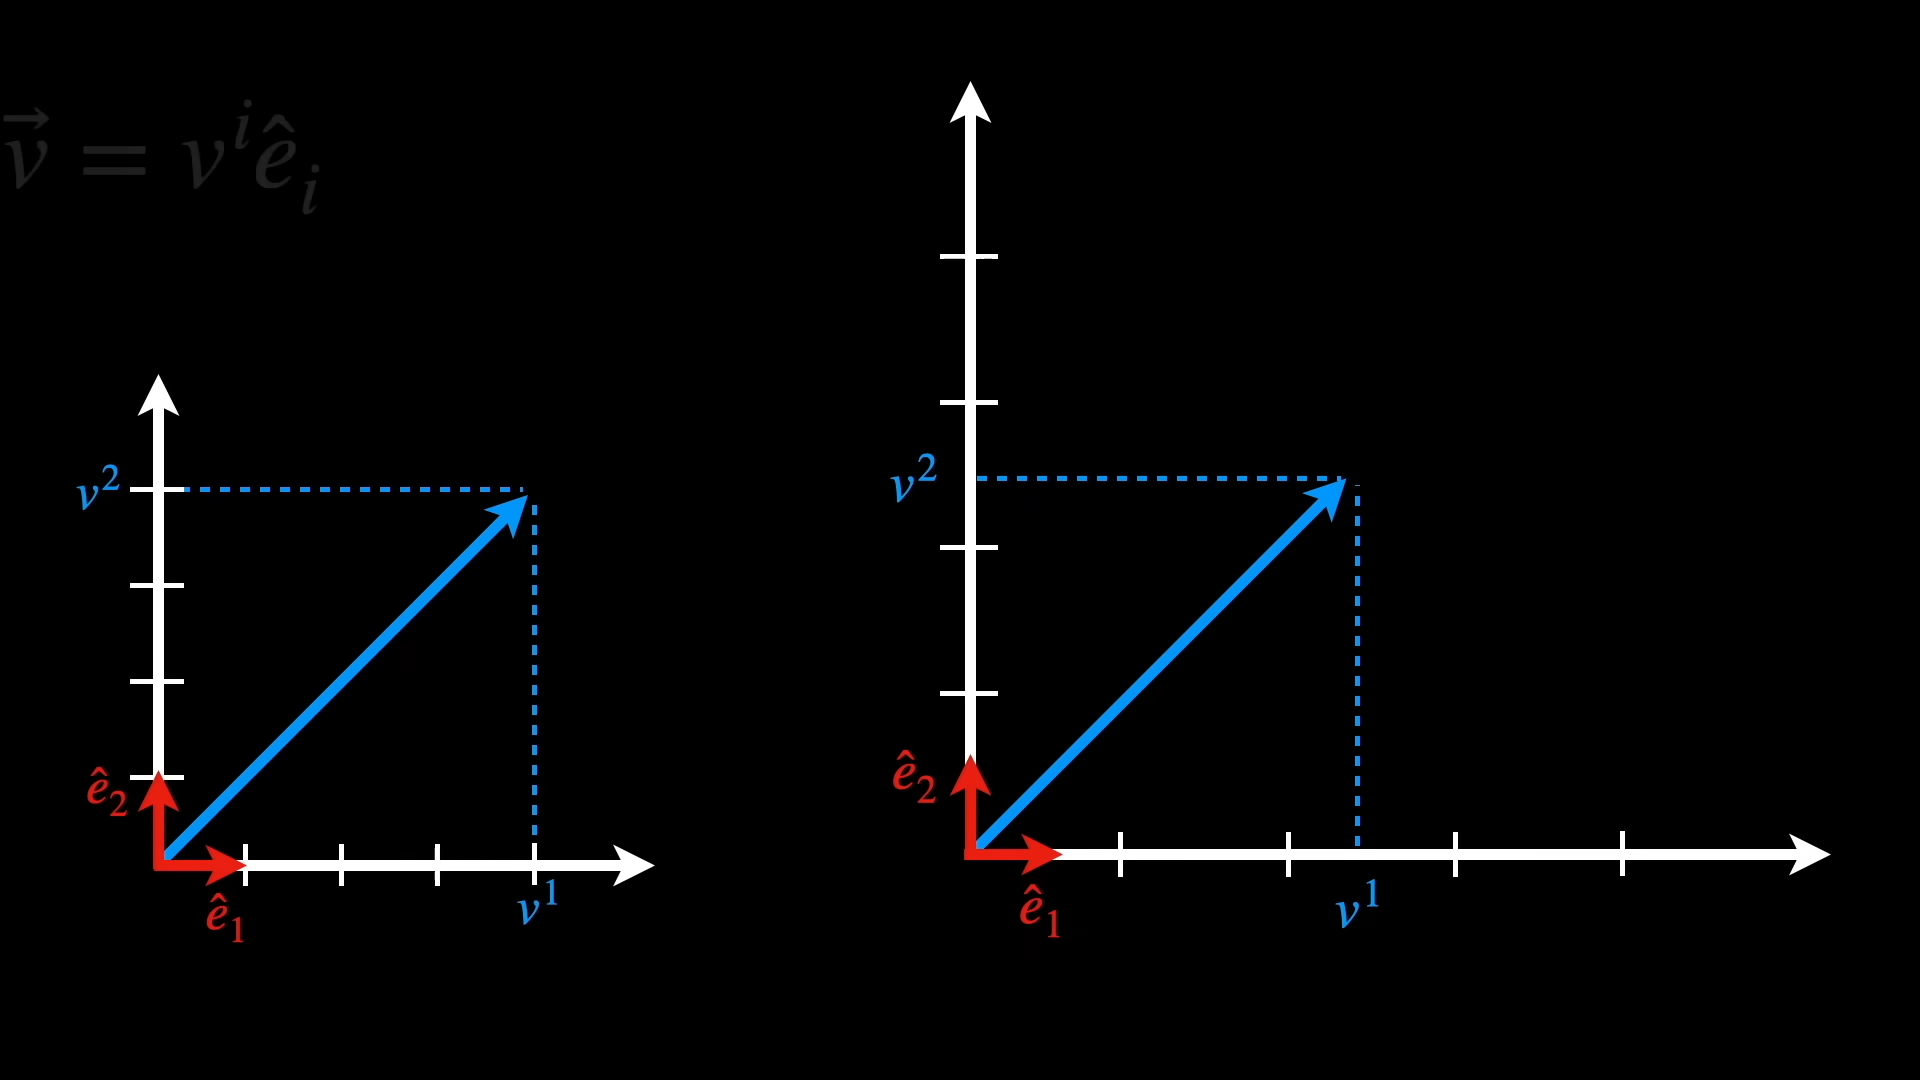 v⃗ = vⁱêᵢ
v²
ê₂
ê₁
v¹
v²
ê₂
ê₁
v¹